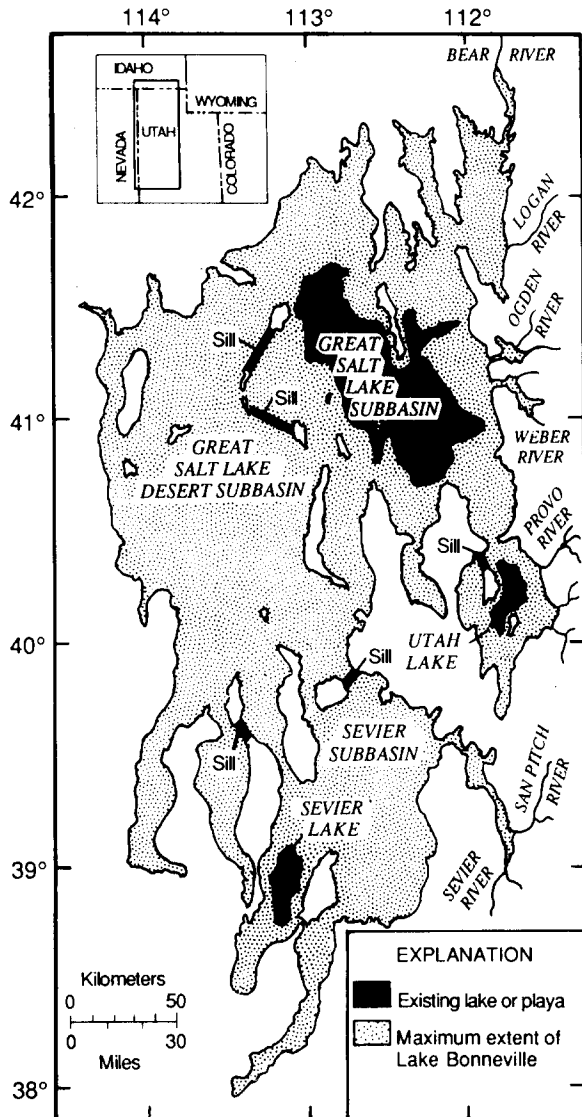 114° 113° 112°
BEAR RIVER
IDAHO
WYOMING
NEVADA
UTAH
COLORADO
42°
LOGAN
RIVER
OGDEN
RIVER
Sill
GREAT
SALT
LAKE
SUBBASIN
Sill
41°
GREAT
SALT LAKE
DESERT SUBBASIN
WEBER
RIVER
PROVO
RIVER
Sill
40°
UTAH
LAKE
Sill
SEVIER
SUBBASIN
Sill
SEVIER
LAKE
SAN PITCH
RIVER
SEVIER
RIVER
39°
EXPLANATION
Existing lake or playa
Maximum extent of
Lake Bonneville
Kilometers
0 50
0 30
Miles
38°
114° 113° 112°